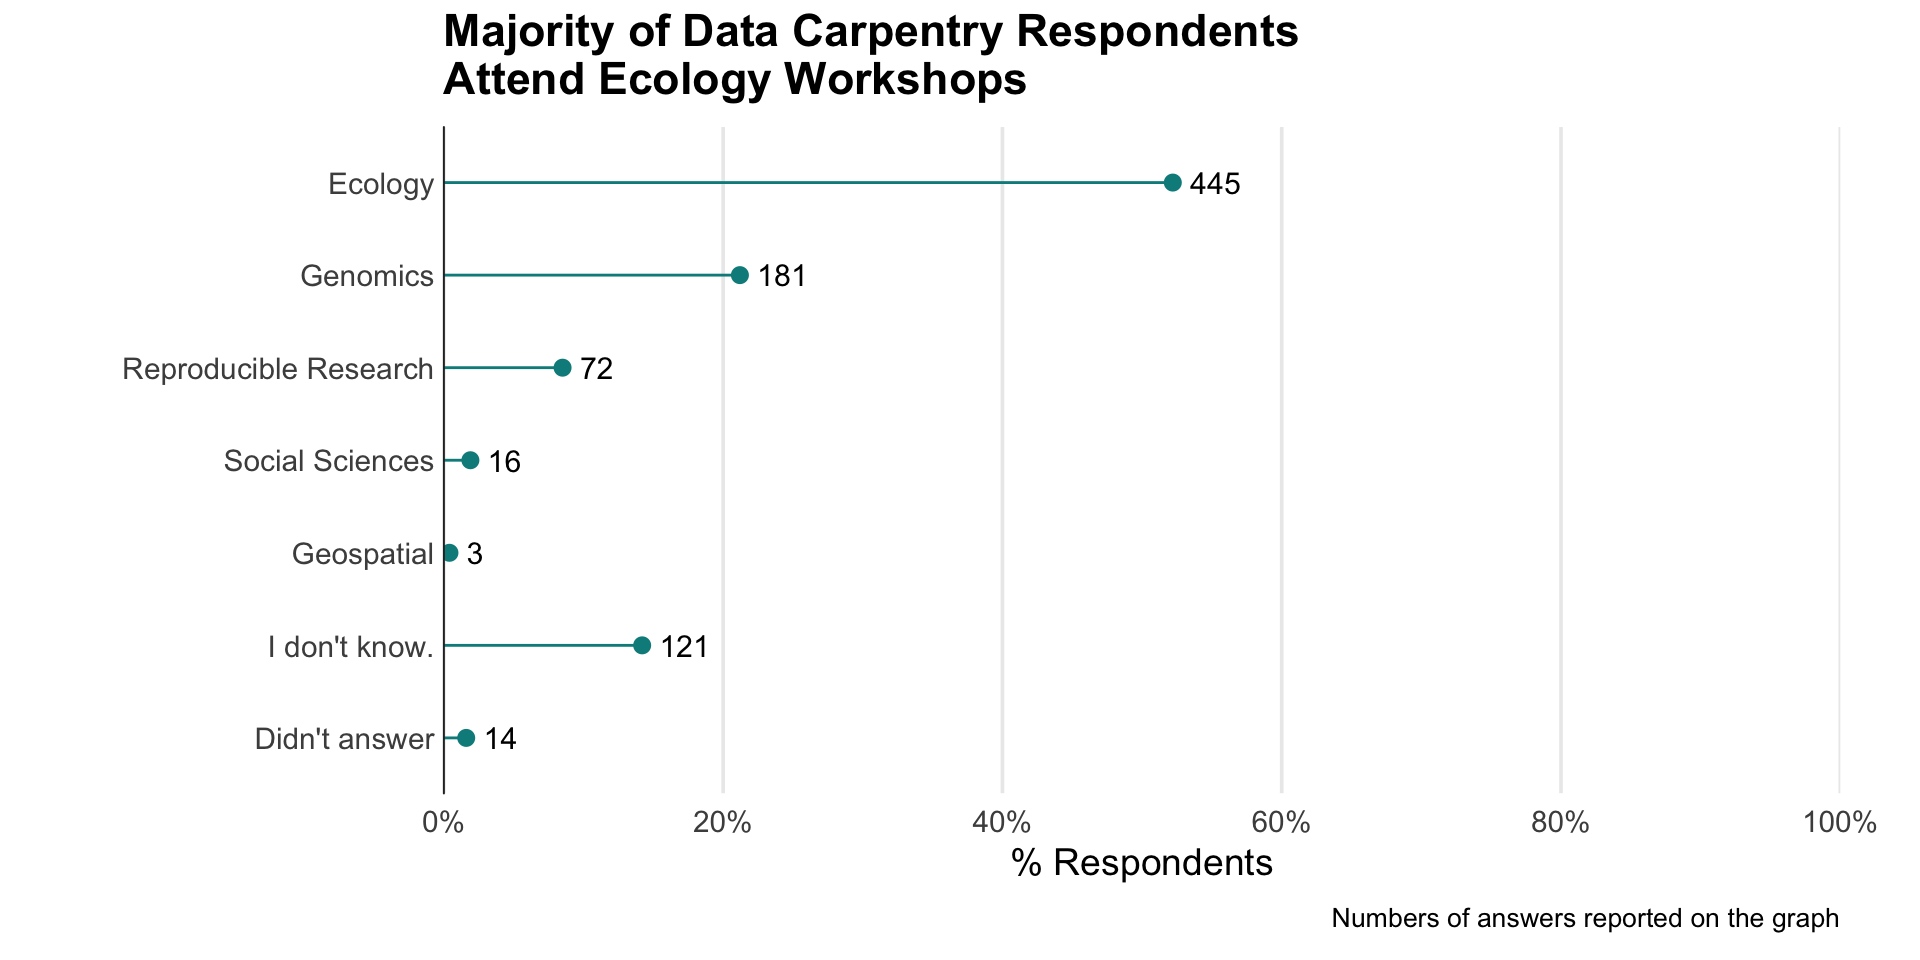 Majority of Data Carpentry Respondents
Attend Ecology Workshops
Ecology
445
Genomics
181
Reproducible Research
72
Social Sciences
16
Geospatial
3
I don't know.
121
Didn't answer
14
0%
20%
40%
60%
80%
100%
% Respondents
Numbers of answers reported on the graph